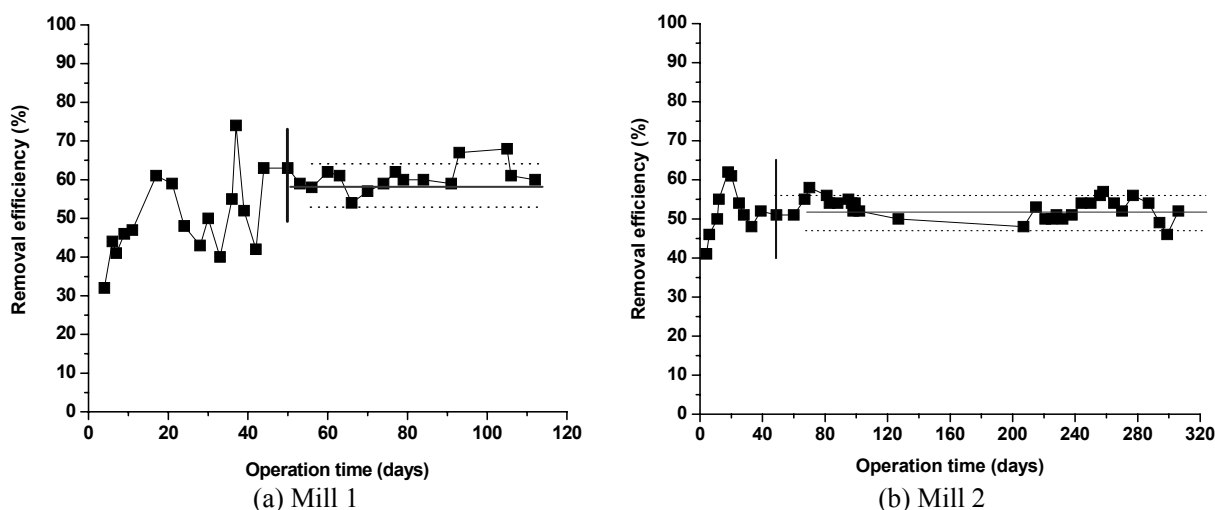 100
90
80
70
60
50
40
30
20
10
0
Removal efificiency (%)
0 20 40 60 80 100 120
Operation time (days)
(a) Mill 1
100
90
80
70
60
50
40
30
20
10
0
Removal efficiency (%)
0 40 80 120 160 200 240 280 320
Operation time (days)
(b) Mill 2